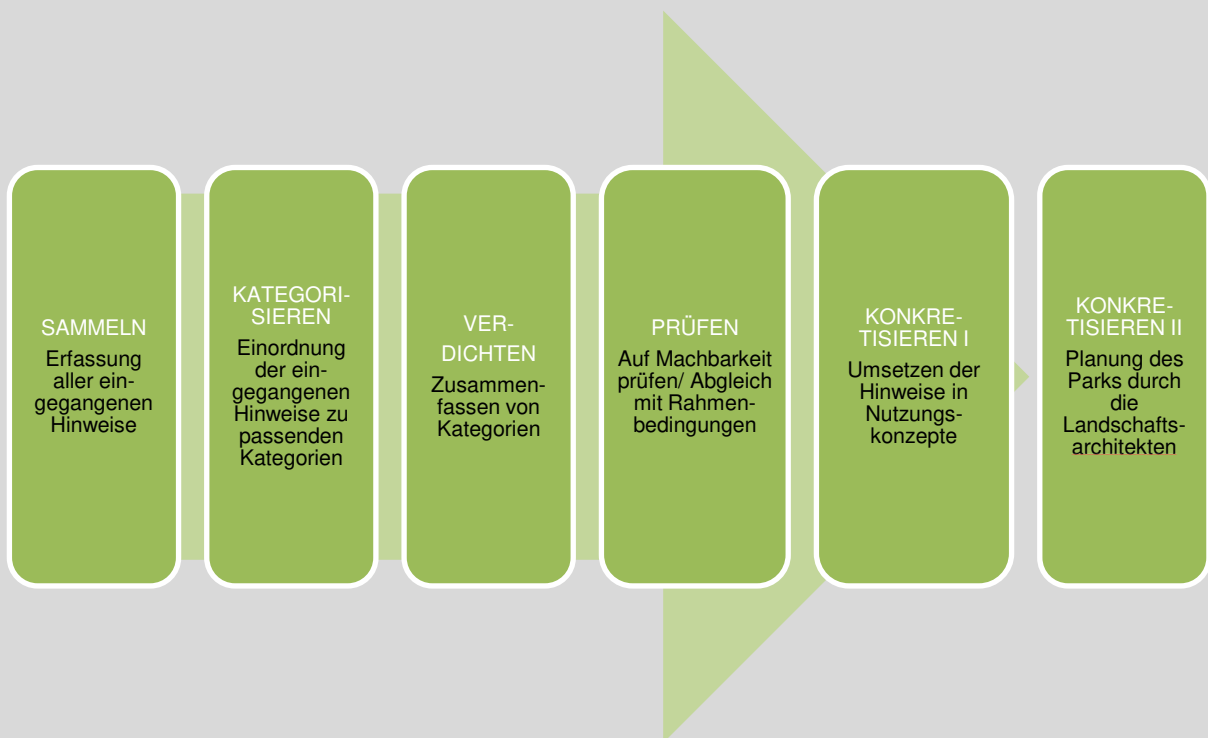 SAMMELN
Erfassung
aller ein-
gegangenen
Hinweise
KATEGORI-
SIEREN
Einordnung
der ein-
gegangenen
Hinweise zu
passenden
Kategorien
VER-
DICHTEN
Zusammen-
fassen von
Kategorien
PRÜFEN
Auf Machbarkeit
prüfen/ Abgleich
mit Rahmen-
bedingungen
KONKRE-
TISIEREN I
Umsetzen der
Hinweise in
Nutzungs-
konzepte
KONKRE-
TISIEREN II
Planung des
Parks durch
die
Landschafts-
architekten